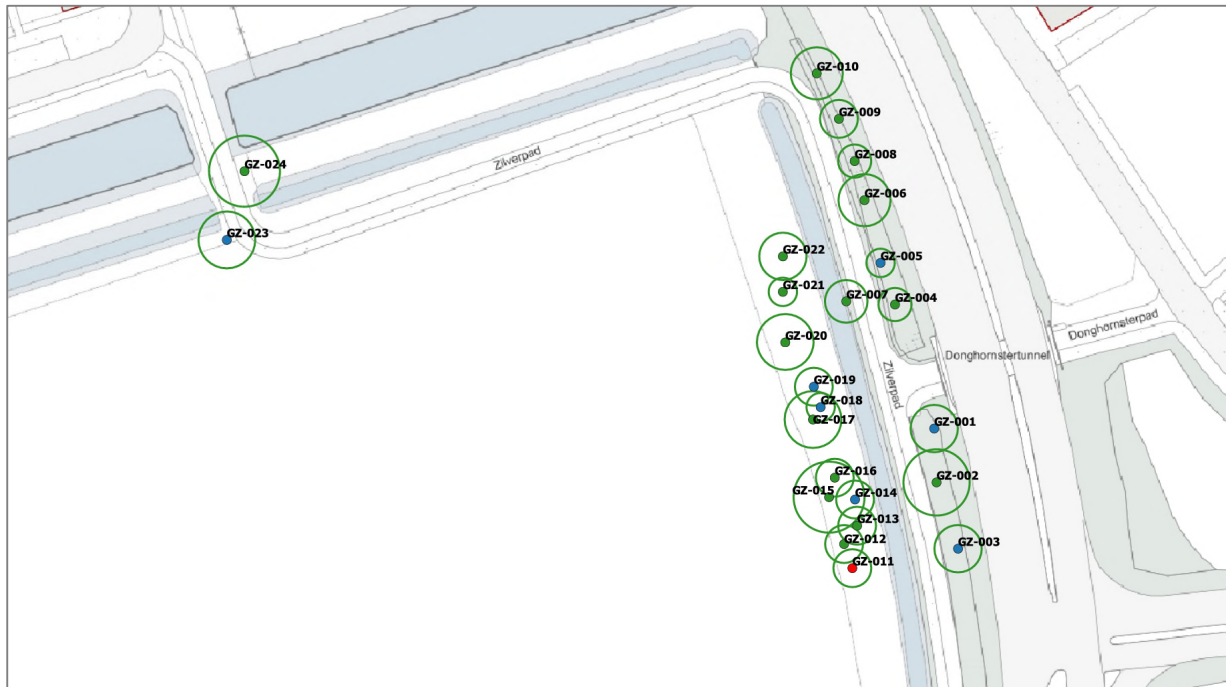 GZ-010
GZ-009
Zilverpad
GZ-008
GZ-024
GZ-006
GZ-023
GZ-022
GZ-005
GZ-021
GZ-007
GZ-004
Donghornsterpad
GZ-020
Donghornstertunnel
Zilverpad
GZ-019
GZ-018
GZ-017
GZ-001
GZ-016
GZ-002
GZ-015
GZ-014
GZ-013
GZ-012
GZ-003
GZ-011